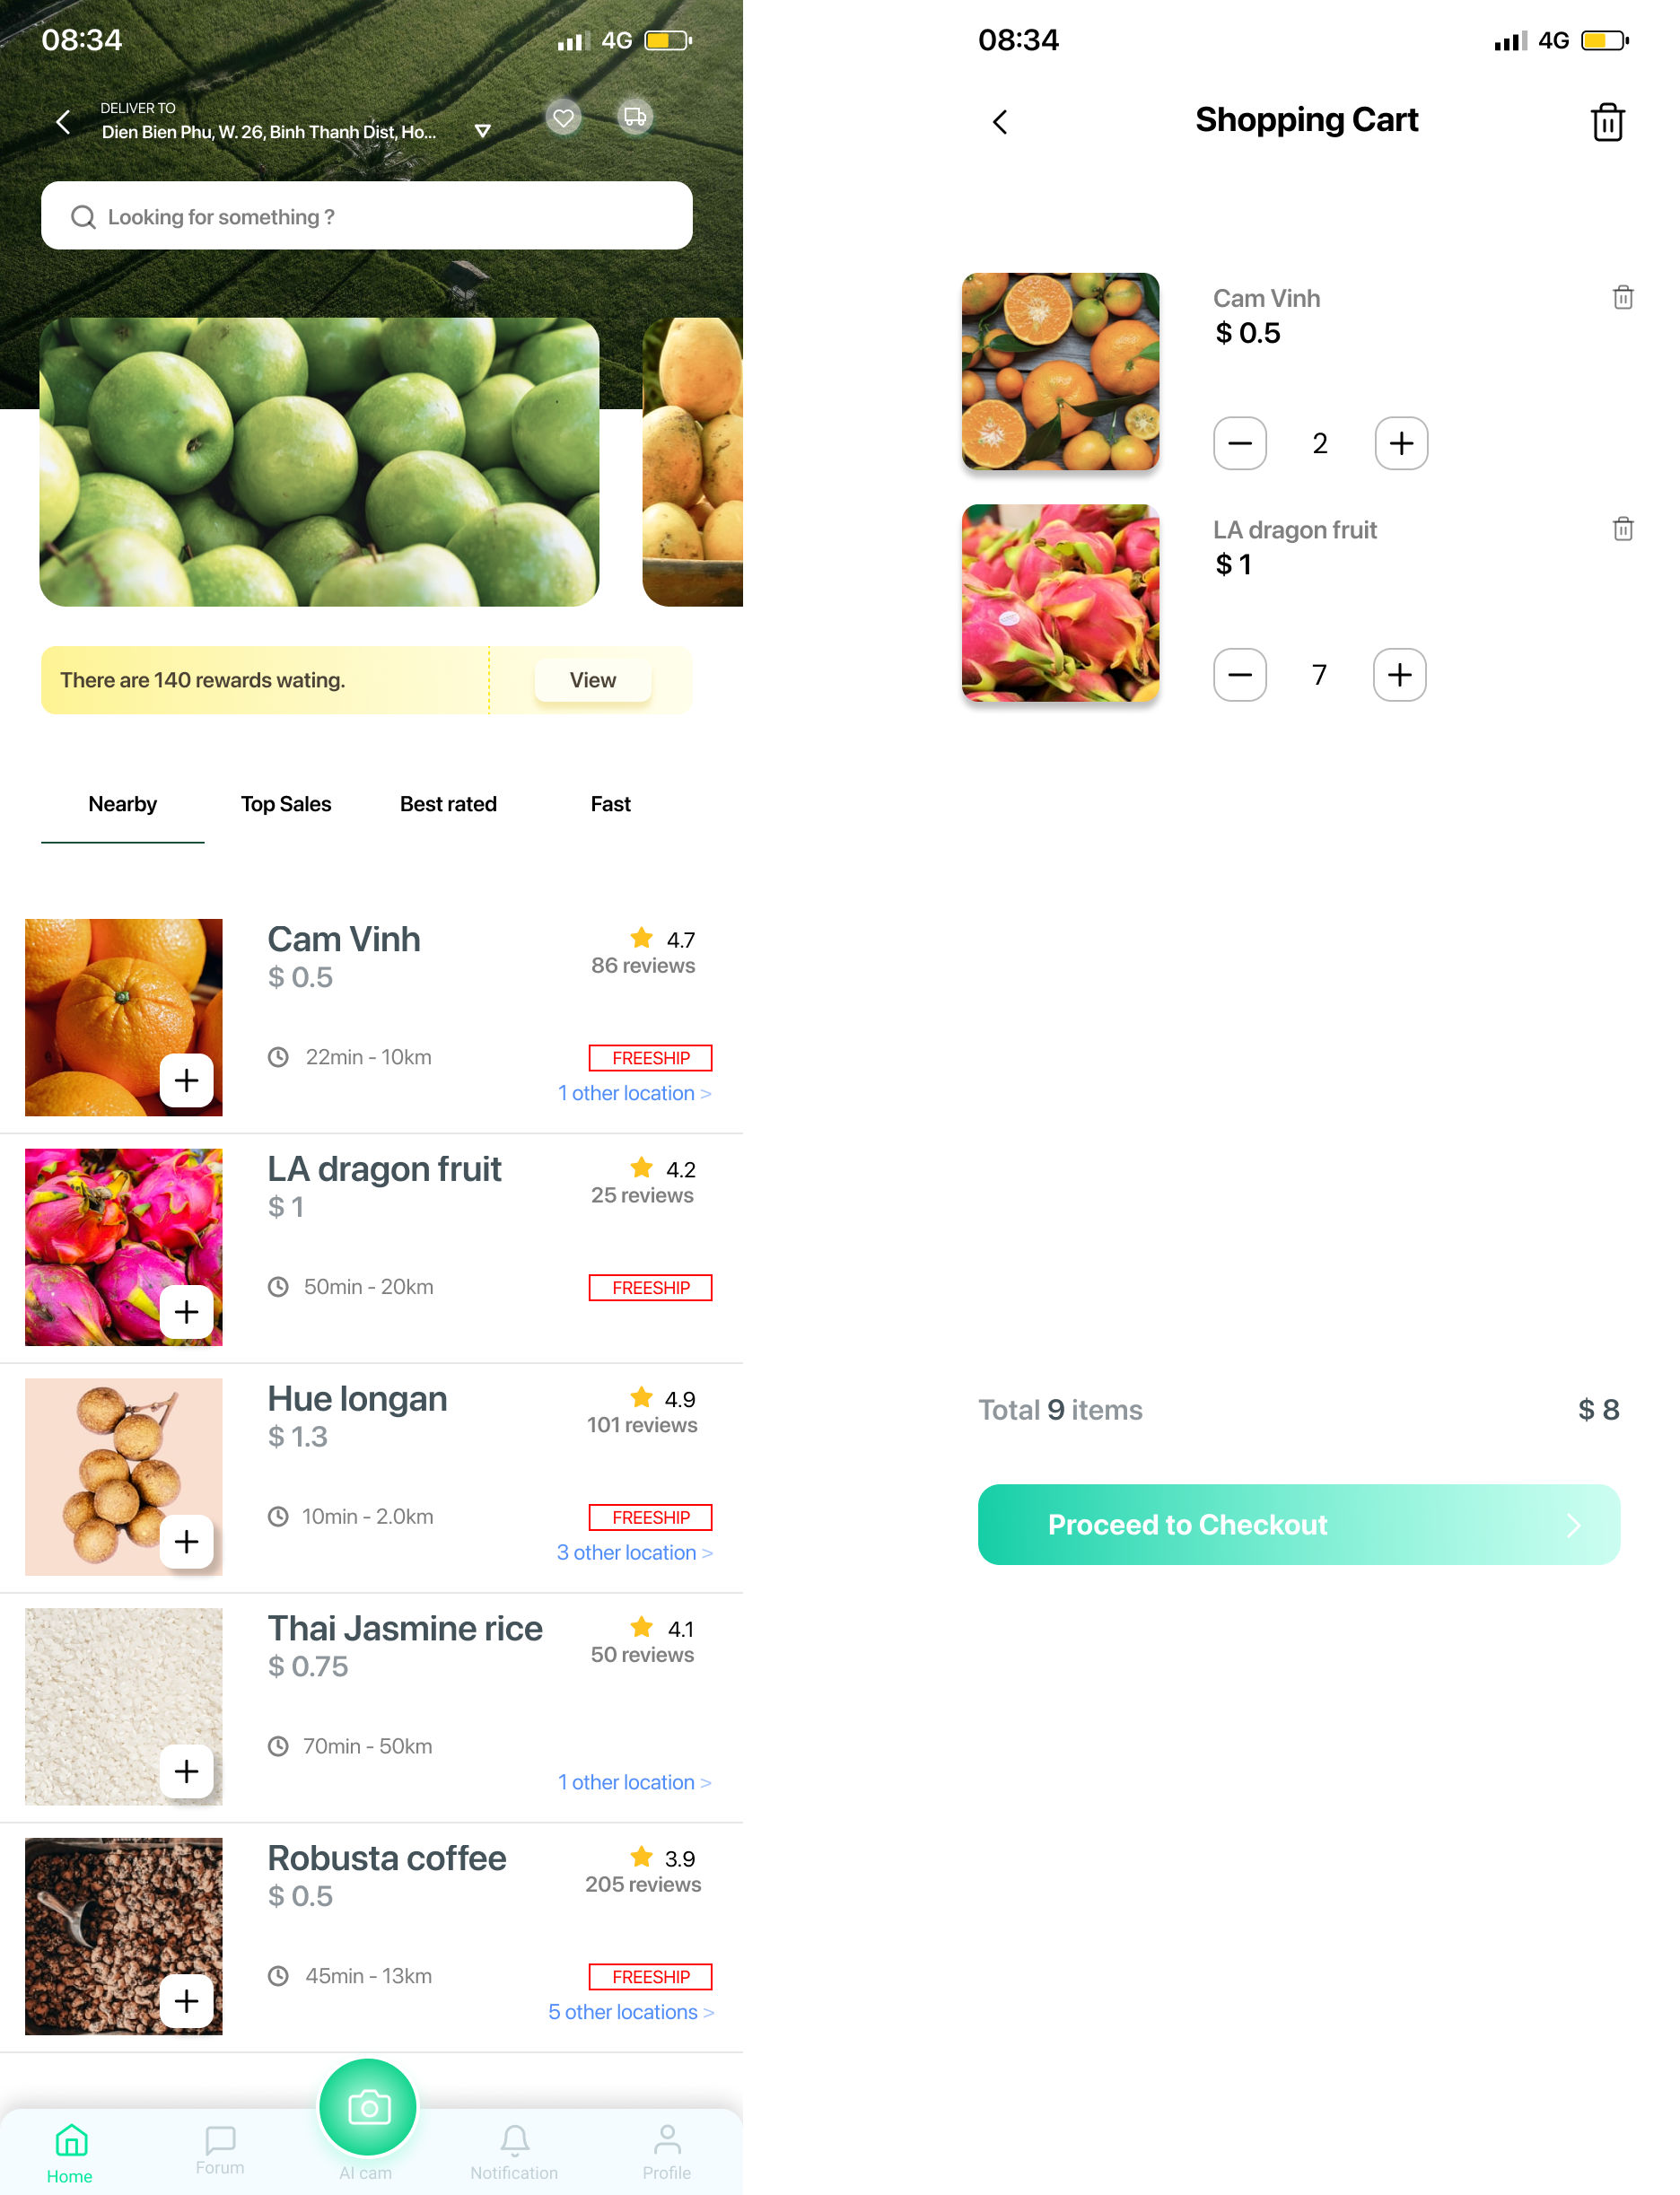 08:34
4G
DELIVER TO
Dien Bien Phu, W. 26, Binh Thanh Dist, Ho...
Looking for something ?
There are 140 rewards wating.
View
Nearby
Top Sales
Best rated
Fast
Cam Vinh
$ 0.5
4.7
86 reviews
22min - 10km
FREESHIP
1 other location >
LA dragon fruit
$ 1
4.2
25 reviews
50min - 20km
FREESHIP
Hue longan
$ 1.3
4.9
101 reviews
10min - 2.0km
FREESHIP
3 other location >
Thai Jasmine rice
$ 0.75
4.1
50 reviews
70min - 50km
1 other location >
Robusta coffee
$ 0.5
3.9
205 reviews
45min - 13km
FREESHIP
5 other locations >
Home
Forum
AI cam
Notification
Profile
08:34
4G
Shopping Cart
Cam Vinh
$ 0.5
2
LA dragon fruit
$ 1
7
Total 9 items
$ 8
Proceed to Checkout